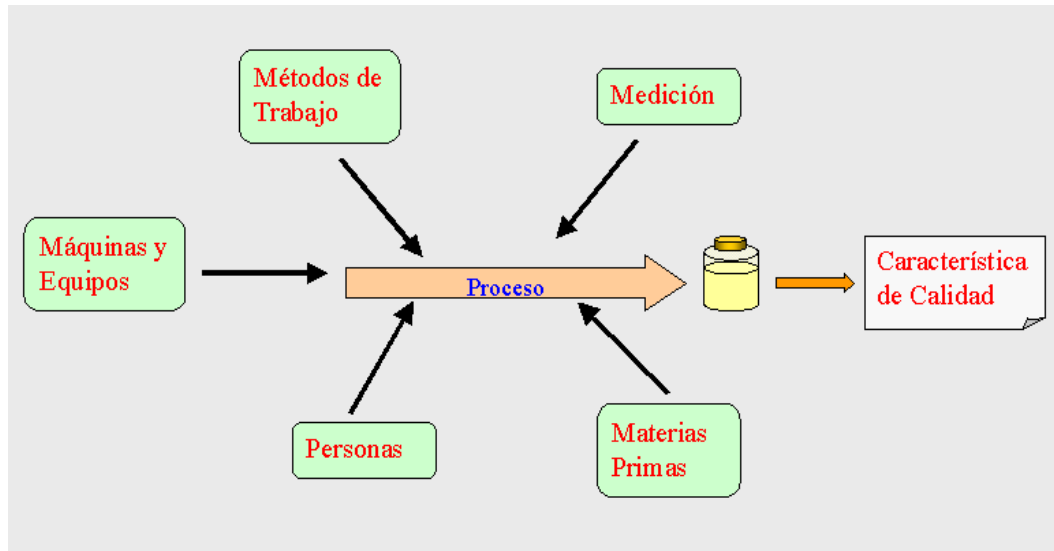 Métodos de
Trabajo
Medición
Máquinas y
Equipos
Proceso
Característica
de Calidad
Personas
Materias
Primas